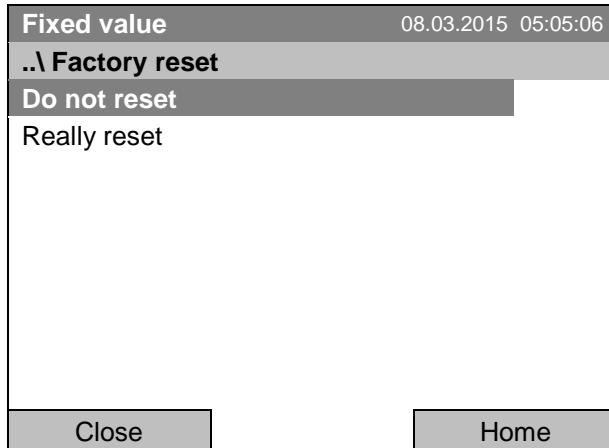 Fixed value 08.03.2015 05:05:06
..\ Factory reset
Do not reset
Really reset
Close Home